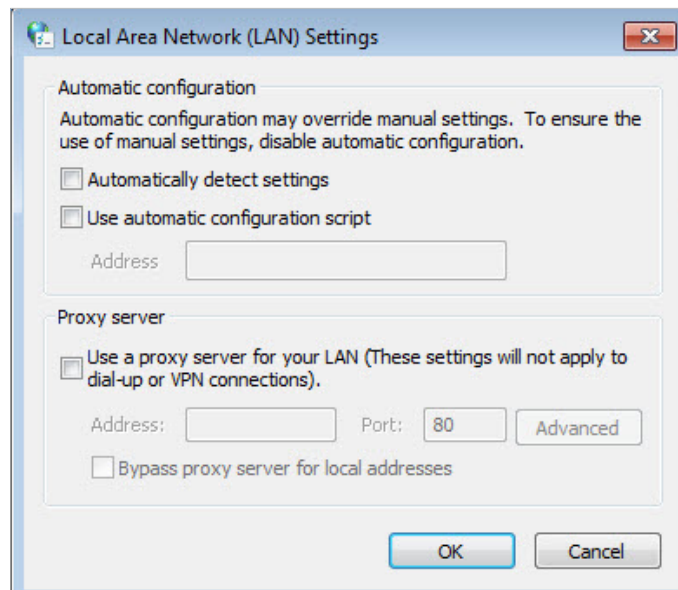 Local Area Network (LAN) Settings
Automatic configuration
Automatic configuration may override manual settings. To ensure the
use of manual settings, disable automatic configuration.
Automatically detect settings
Use automatic configuration script
Address
Proxy server
Use a proxy server for your LAN (These settings will not apply to
dial-up or VPN connections).
Address:
Port:
80
Advanced
Bypass proxy server for local addresses
OK
Cancel